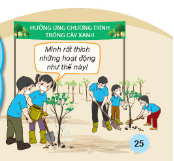 HƯỞNG ỨNG CHƯƠNG TRÌNH
TRỒNG CÂY XANH
Mình rất thích
những hoạt động
như thế này!
25